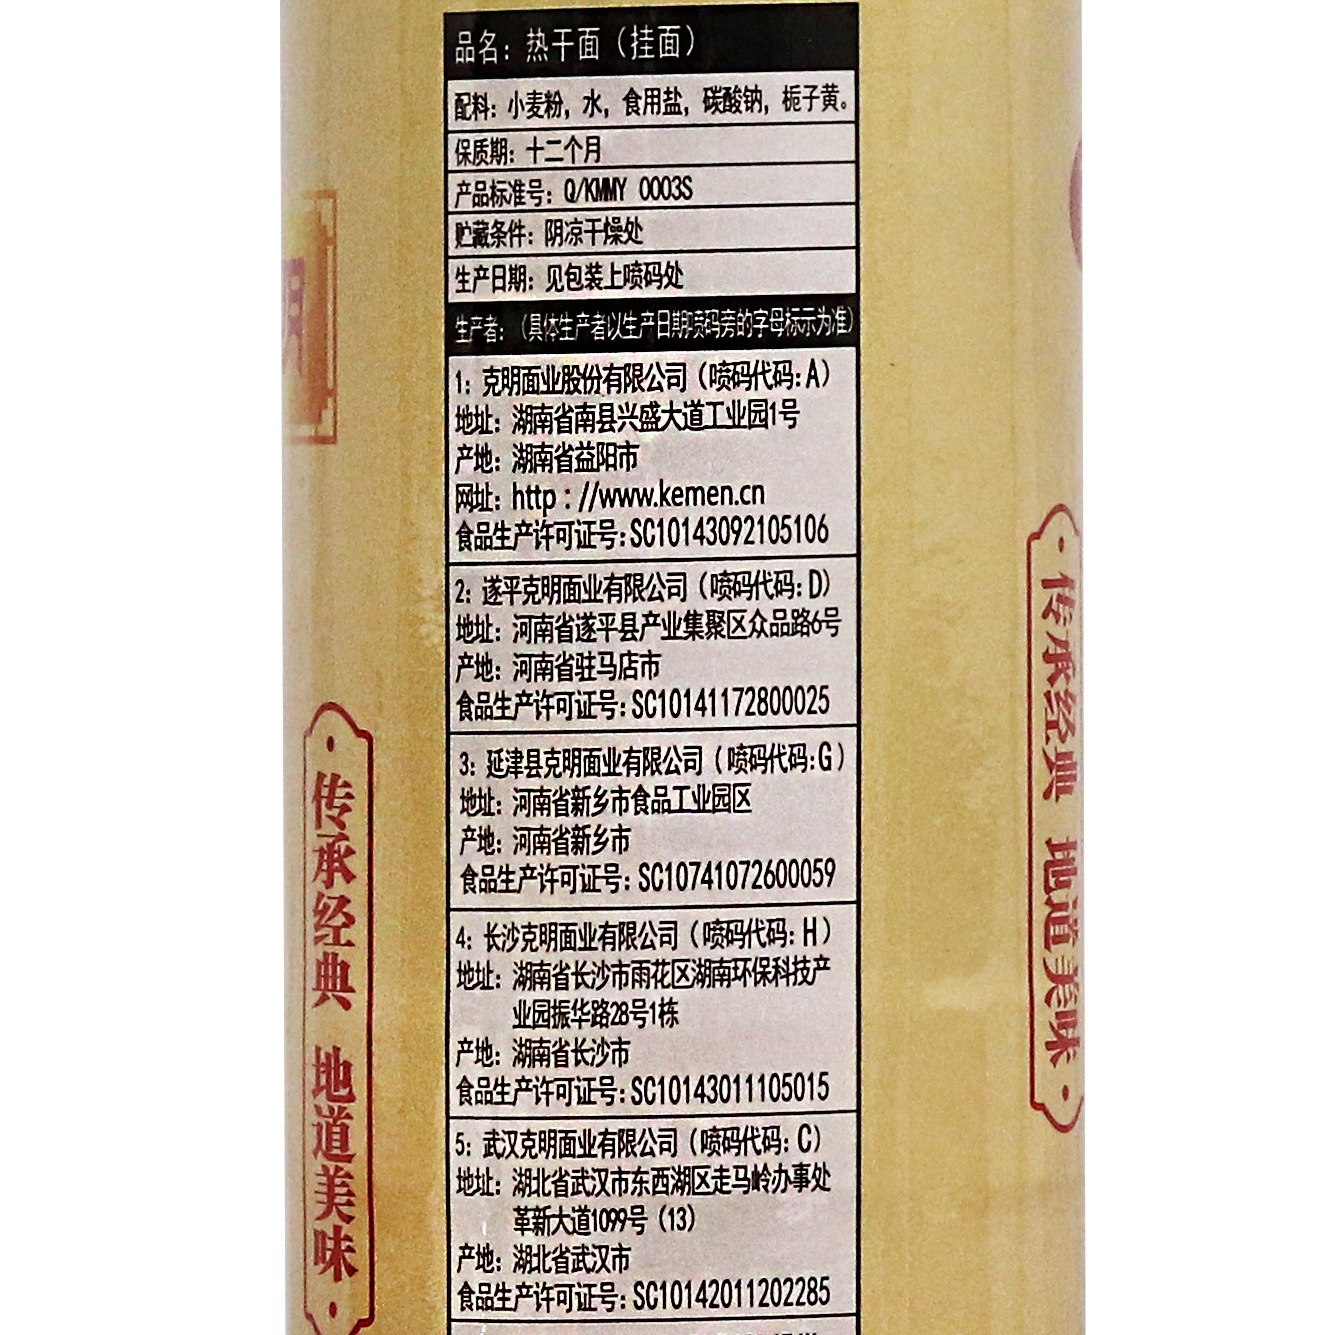 品名：热干面（挂面）
配料：小麦粉，水，食用盐，碳酸钠，栀子黄。
保质期：十二个月
产品标准号：Q/KMMY 0003S
贮藏条件：阴凉干燥处
生产日期：见包装上喷码处
生产者：（具体生产者以生产日期喷码旁的字母标示为准）
1：克明面业股份有限公司（喷码代码：A）
地址：湖南省南县兴盛大道工业园1号
产地：湖南省益阳市
网址：http：//www.kemen.cn
食品生产许可证号：SC10143092105106
2：遂平克明面业有限公司（喷码代码：D）
地址：河南省遂平县产业集聚区众品路6号
产地：河南省驻马店市
食品生产许可证号：SC10141172800025
3：延津县克明面业有限公司（喷码代码：G）
地址：河南省新乡市食品工业园区
产地：河南省新乡市
食品生产许可证号：SC10741072600059
4：长沙克明面业有限公司（喷码代码：H）
地址：湖南省长沙市雨花区湖南环保科技产
业园振华路28号1栋
产地：湖南省长沙市
食品生产许可证号：SC10143011105015
5：武汉克明面业有限公司（喷码代码：C）
地址：湖北省武汉市东西湖区走马岭办事处
革新大道1099号（13）
产地：湖北省武汉市
食品生产许可证号：SC10142011202285
传承经典 地道美味
传承经典 地道美味